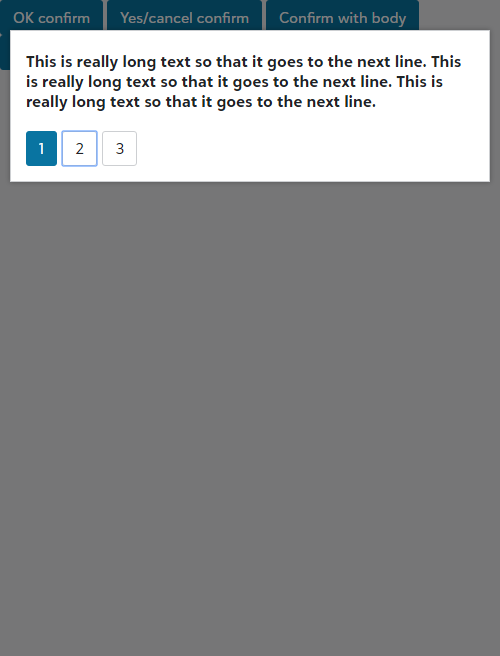 OK confirm Yes/cancel confirm Confirm with body
This is really long text so that it goes to the next line. This
is really long text so that it goes to the next line. This is
really long text so that it goes to the next line.
1 2 3